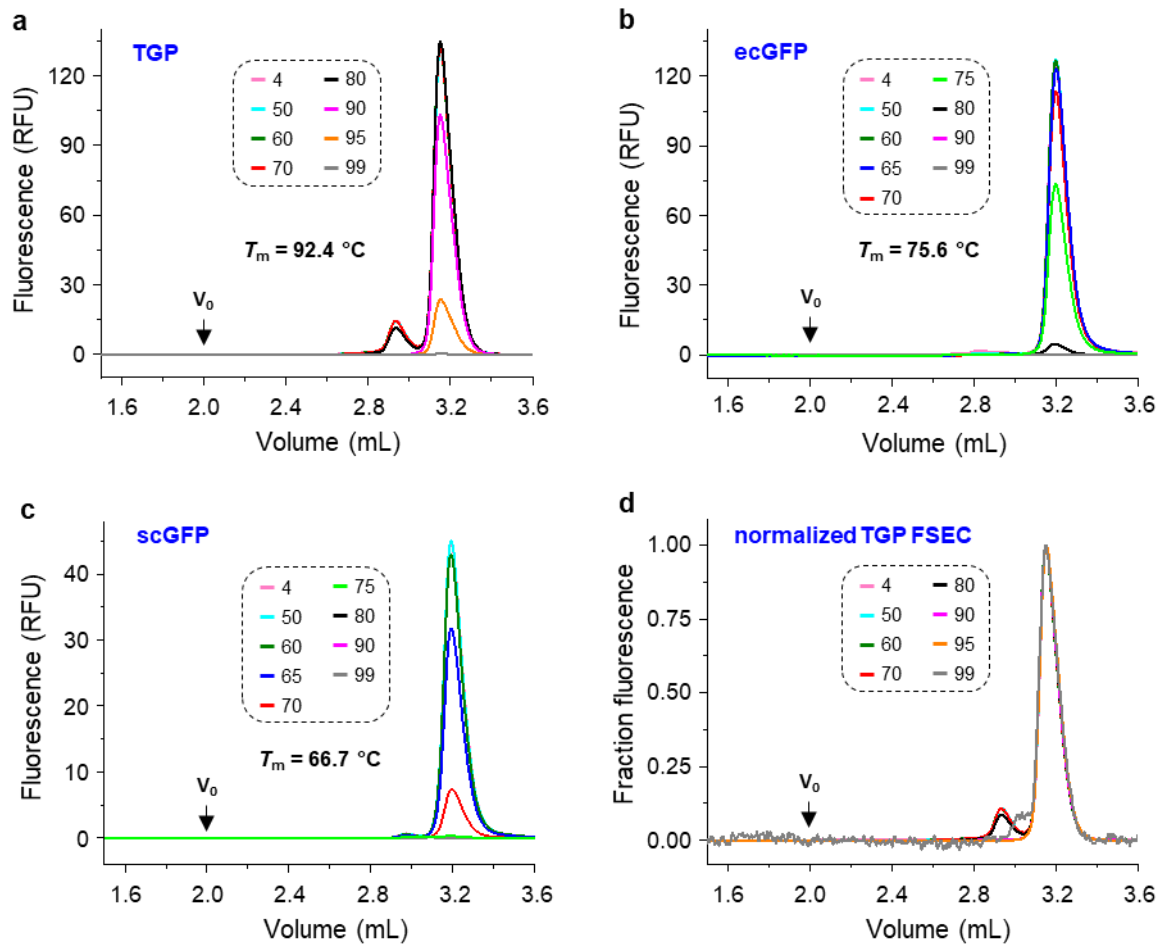 a
TGP
4 80
50 90
60 95
70 99
Tm = 92.4 °C
V0
120
90
60
30
0
1.6 2.0 2.4 2.8 3.2 3.6
Fluorescence (RFU)
Volume (mL)
b
ecGFP
4 75
50 80
60 90
65 99
70
Tm = 75.6 °C
V0
120
90
60
30
0
1.6 2.0 2.4 2.8 3.2 3.6
Fluorescence (RFU)
Volume (mL)
c
scGFP
4 75
50 80
60 90
65 99
70
Tm = 66.7 °C
V0
40
30
20
10
0
1.6 2.0 2.4 2.8 3.2 3.6
Fluorescence (RFU)
Volume (mL)
d
normalized TGP FSEC
4 80
50 90
60 95
70 99
V0
1.00
0.75
0.50
0.25
0.00
1.6 2.0 2.4 2.8 3.2 3.6
Fraction fluorescence
Volume (mL)